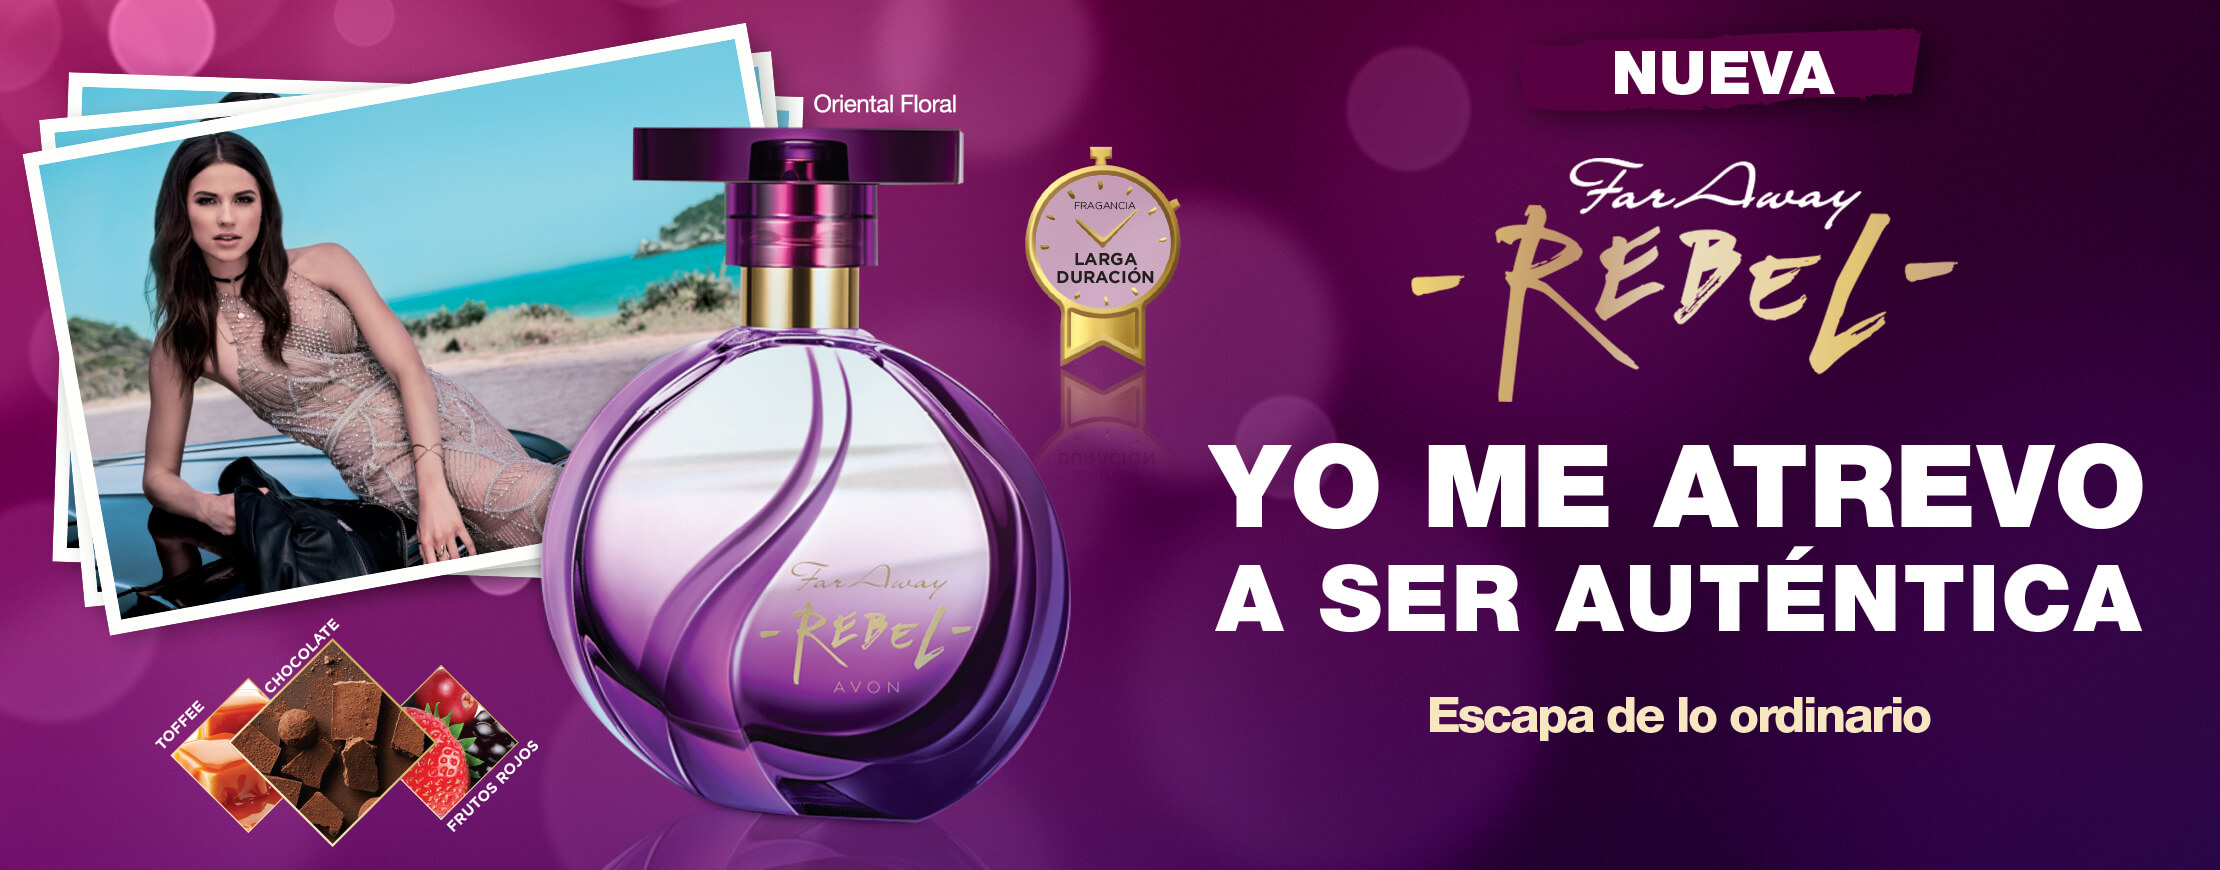 Oriental Floral
FRAGANCIA
LARGA
DURACIÓN
NUEVA
Far Away
-REBEL-
YO ME ATREVO
A SER AUTÉNTICA
Escapa de lo ordinario
Far Away
-REBEL-
AVON
TOFFEE
CHOCOLATE
FRUTOS ROJOS